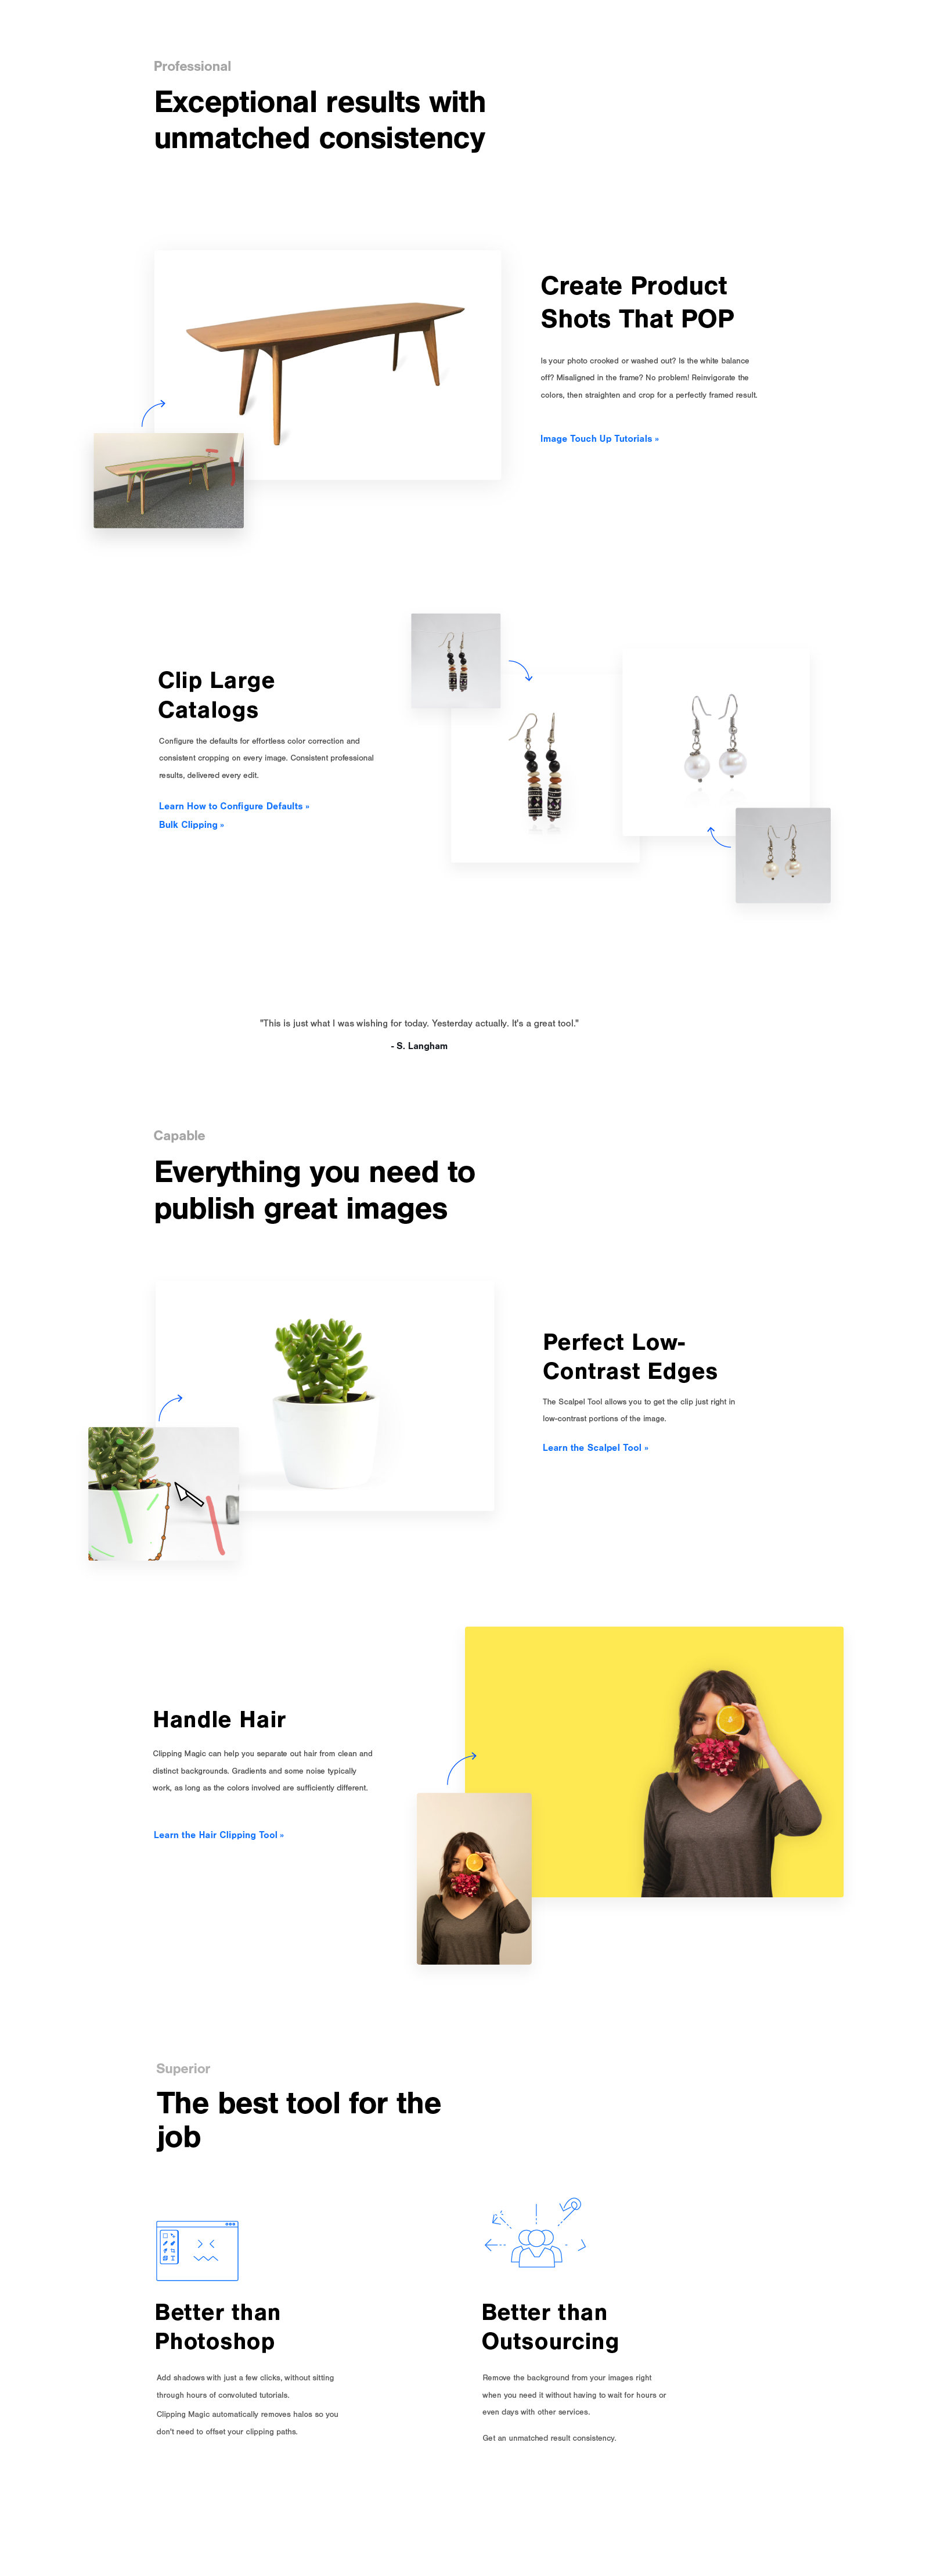 Professional
Exceptional results with
unmatched consistency
Create Product
Shots That POP
Is your photo crooked or washed out? Is the white balance
off? Misaligned in the frame? No problem! Reinvigorate the
colors, then straighten and crop for a perfectly framed result.
Image Touch Up Tutorials »
Clip Large
Catalogs
Configure the defaults for effortless color correction and
consistent cropping on every image. Consistent professional
results, delivered every edit.
Learn How to Configure Defaults »
Bulk Clipping »
"This is just what I was wishing for today. Yesterday actually. It's a great tool."
- S. Langham
Capable
Everything you need to
publish great images
Perfect Low-
Contrast Edges
The Scalpel Tool allows you to get the clip just right in
low-contrast portions of the image.
Learn the Scalpel Tool »
Handle Hair
Clipping Magic can help you separate out hair from clean and
distinct backgrounds. Gradients and some noise typically
work, as long as the colors involved are sufficiently different.
Learn the Hair Clipping Tool »
Superior
The best tool for the
job
Better than
Photoshop
Add shadows with just a few clicks, without sitting
through hours of convoluted tutorials.
Clipping Magic automatically removes halos so you
don't need to offset your clipping paths.
Better than
Outsourcing
Remove the background from your images right
when you need it without having to wait for hours or
even days with other services.
Get an unmatched result consistency.